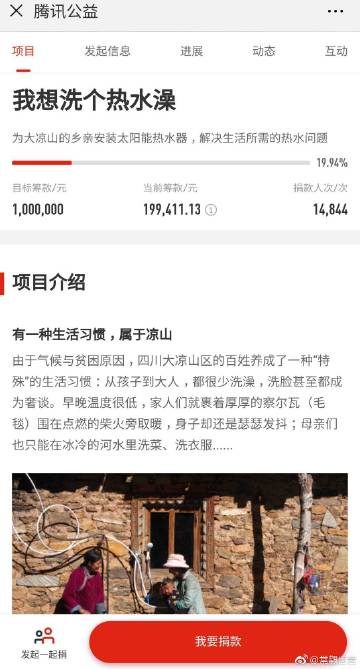 腾讯公益
项目 发起信息 进展 动态 互动
我想洗个热水澡
为大凉山的乡亲安装太阳能热水器，解决生活所需的热水问题
19.94%
目标筹款/元 当前筹款/元 捐款人次/次
1,000,000 199,411.13 14,844
项目介绍
有一种生活习惯，属于凉山
由于气候与贫困原因，四川大凉山区的百姓养成了一种“特
殊”的生活习惯：从孩子到大人，都很少洗澡，洗脸甚至都成
为奢谈。早晚温度很低，家人们就裹着厚厚的察尔瓦（毛
毯）围在点燃的柴火旁取暖，身子却还是瑟瑟发抖；母亲们
也只能在冰冷的河水里洗菜、洗衣服......
发起一起捐
我要捐款